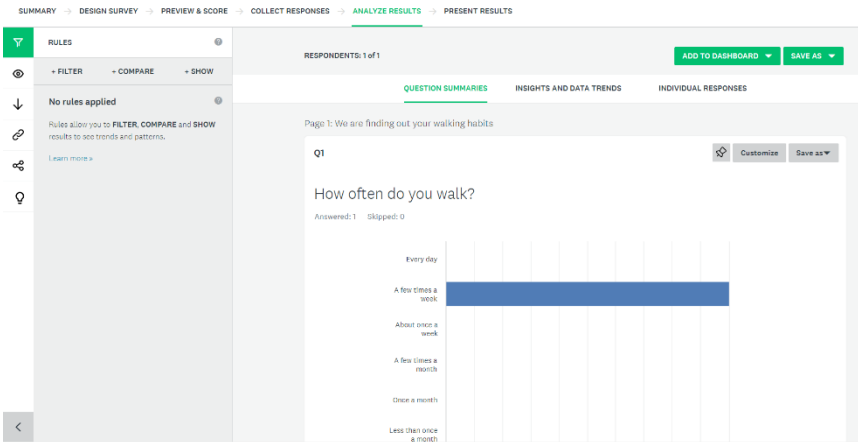 SUMMARY → DESIGN SURVEY → PREVIEW & SCORE → COLLECT RESPONSES → ANALYZE RESULTS → PRESENT RESULTS
RULES
+ FILTER + COMPARE + SHOW
No rules applied
Rules allow you to FILTER, COMPARE and SHOW
results to see trends and patterns.
Learn more »
RESPONDENTS: 1 of 1
ADD TO DASHBOARD SAVE AS
QUESTION SUMMARIES INSIGHTS AND DATA TRENDS INDIVIDUAL RESPONSES
Page 1: We are finding out your walking habits
Q1
Customize Save as
How often do you walk?
Answered: 1 Skipped: 0
Every day
A few times a
week
About once a
week
A few times a
month
Once a month
Less than once
a month